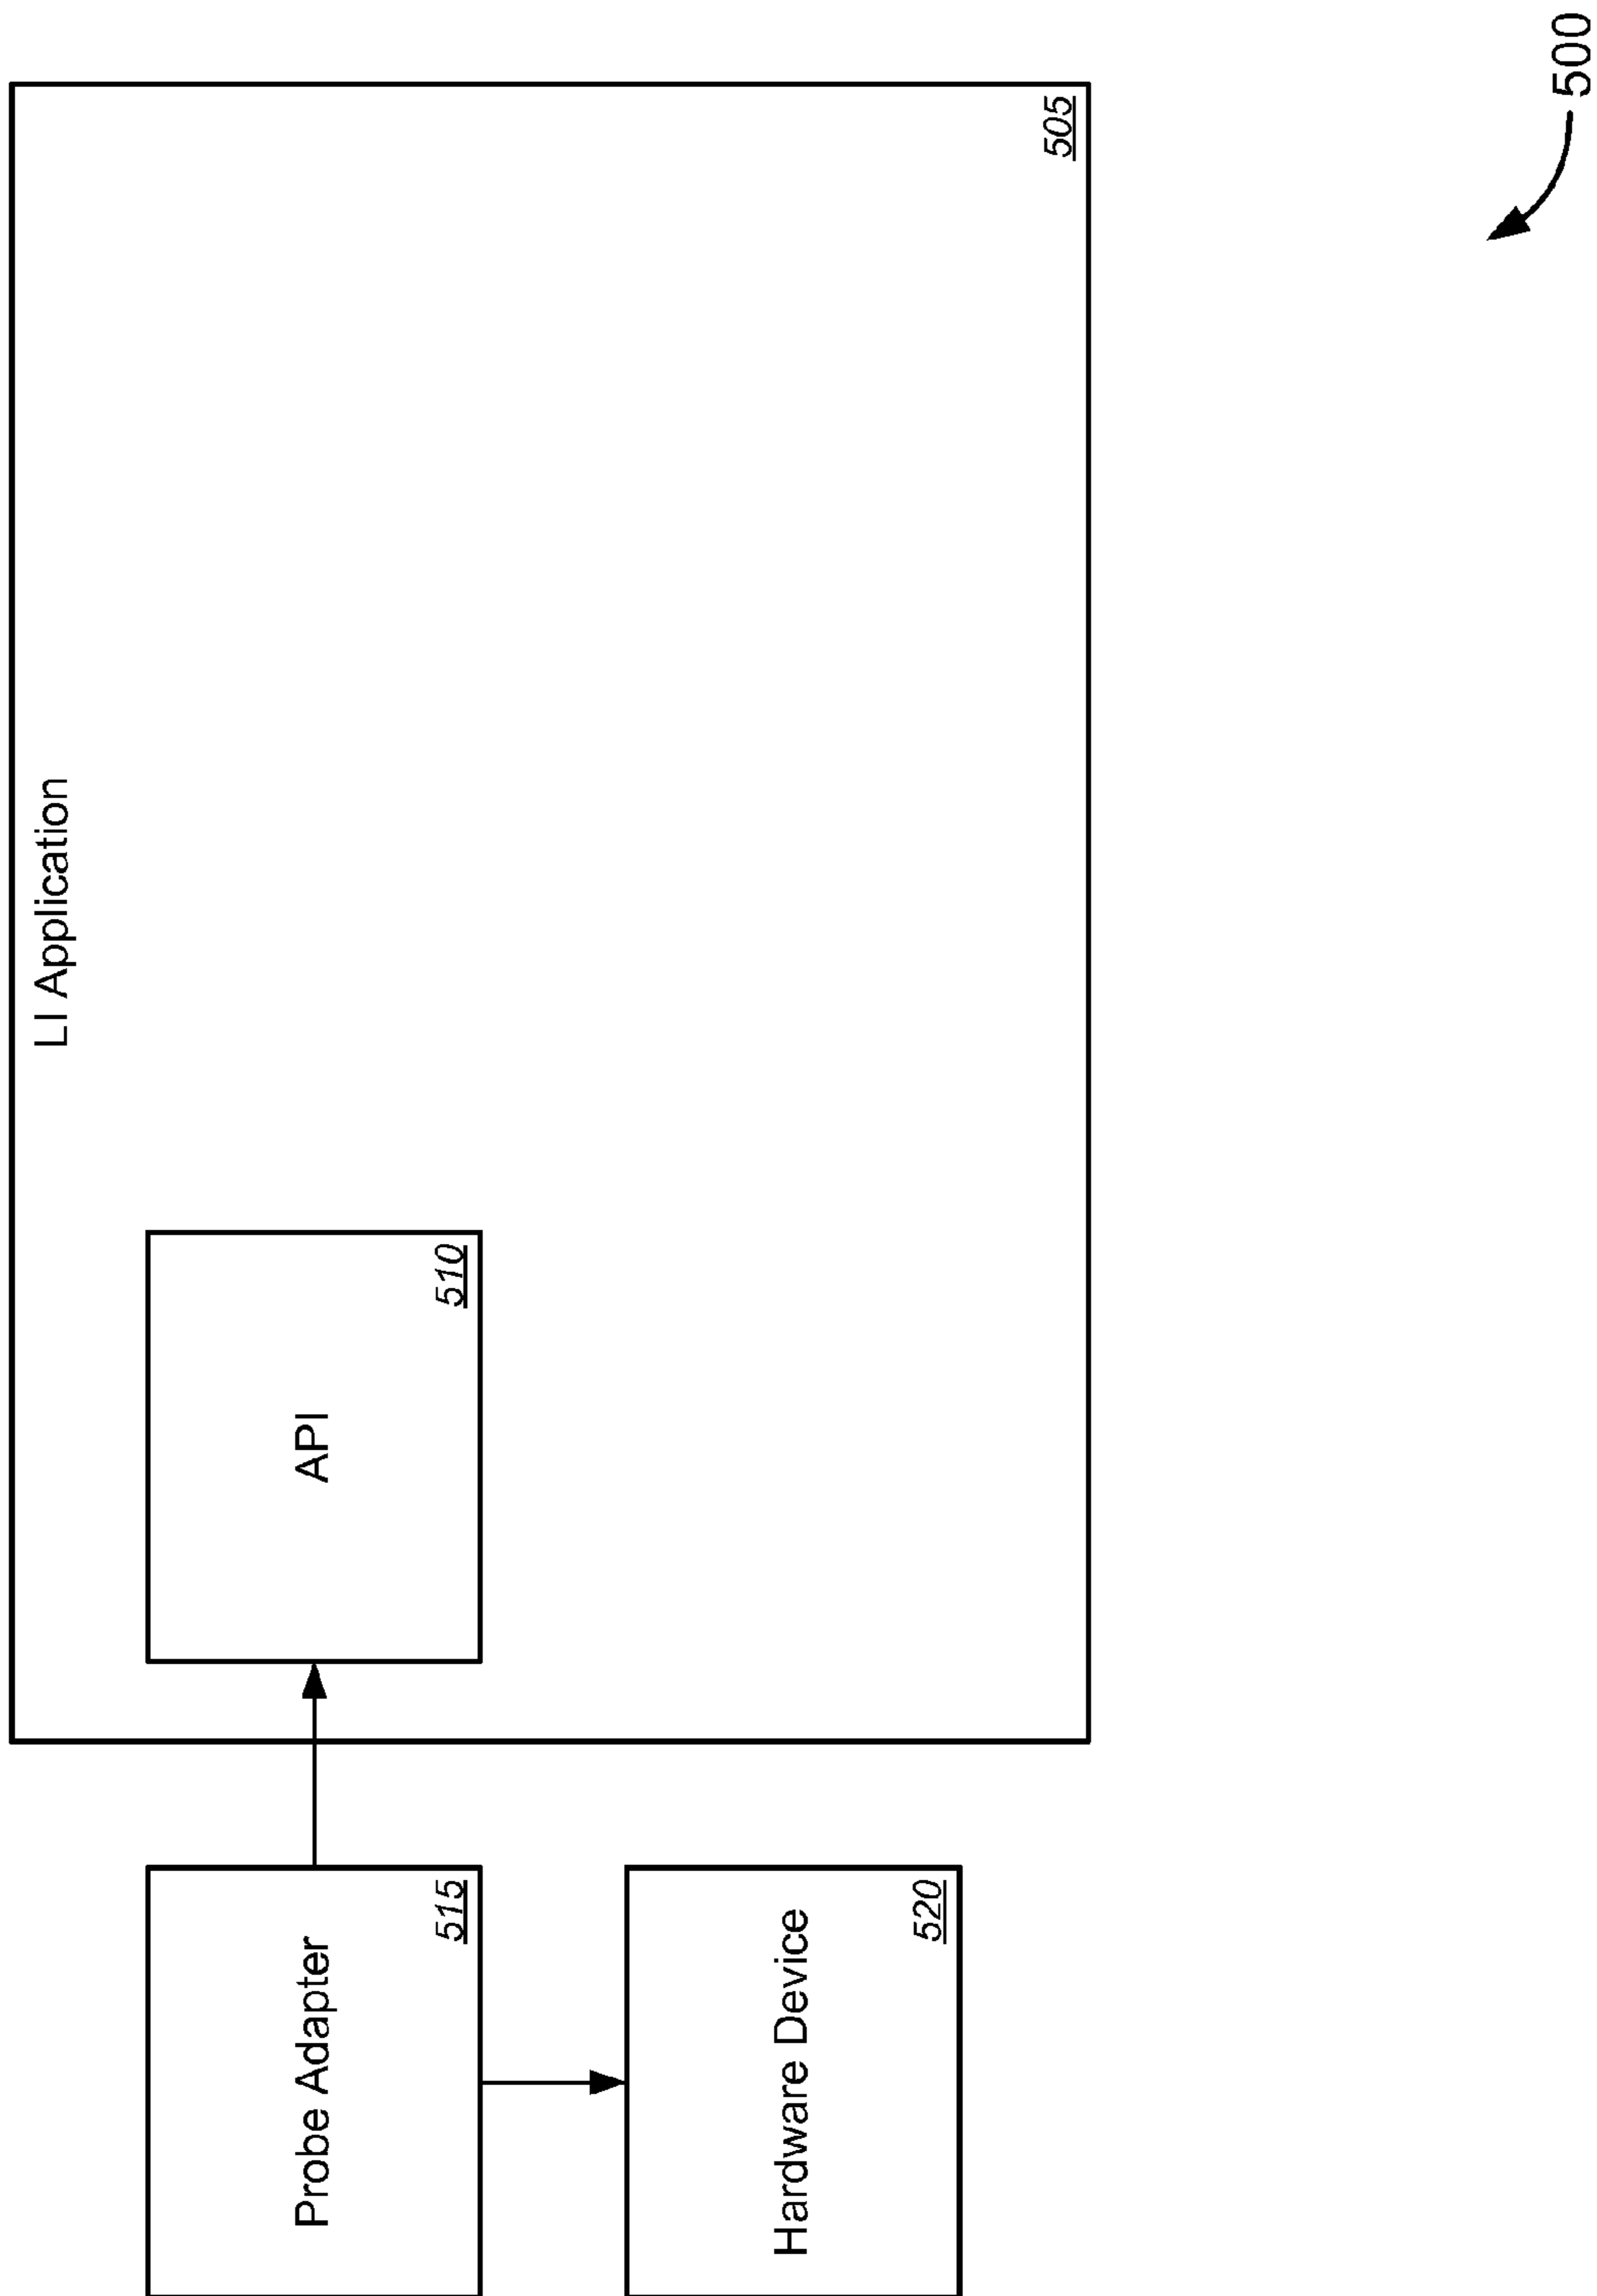 LI Application
Probe Adapter
515
API
510
Hardware Device
520
505
500